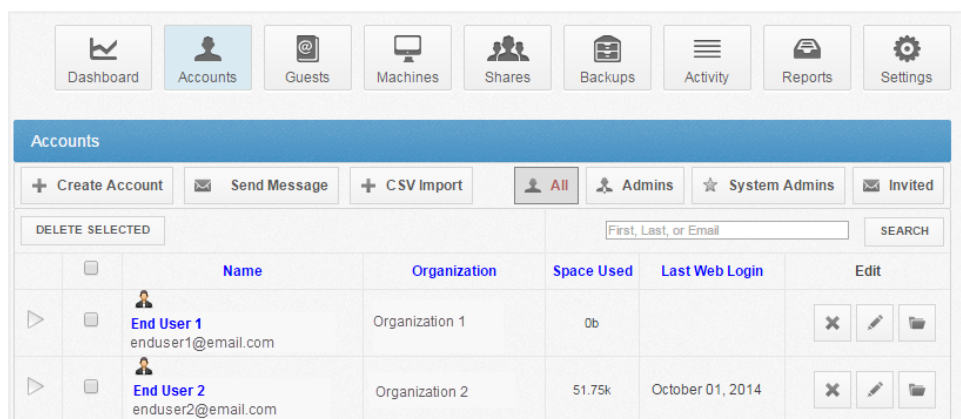 Dashboard Accounts Guests Machines Shares Backups Activity Reports Settings
Accounts
Create Account Send Message CSV Import All Admins System Admins Invited
DELETE SELECTED First, Last, or Email SEARCH
Name Organization Space Used Last Web Login Edit
End User 1 Organization 1 0b
enduser1@email.com
End User 2 Organization 2 51.75k October 01, 2014
enduser2@email.com